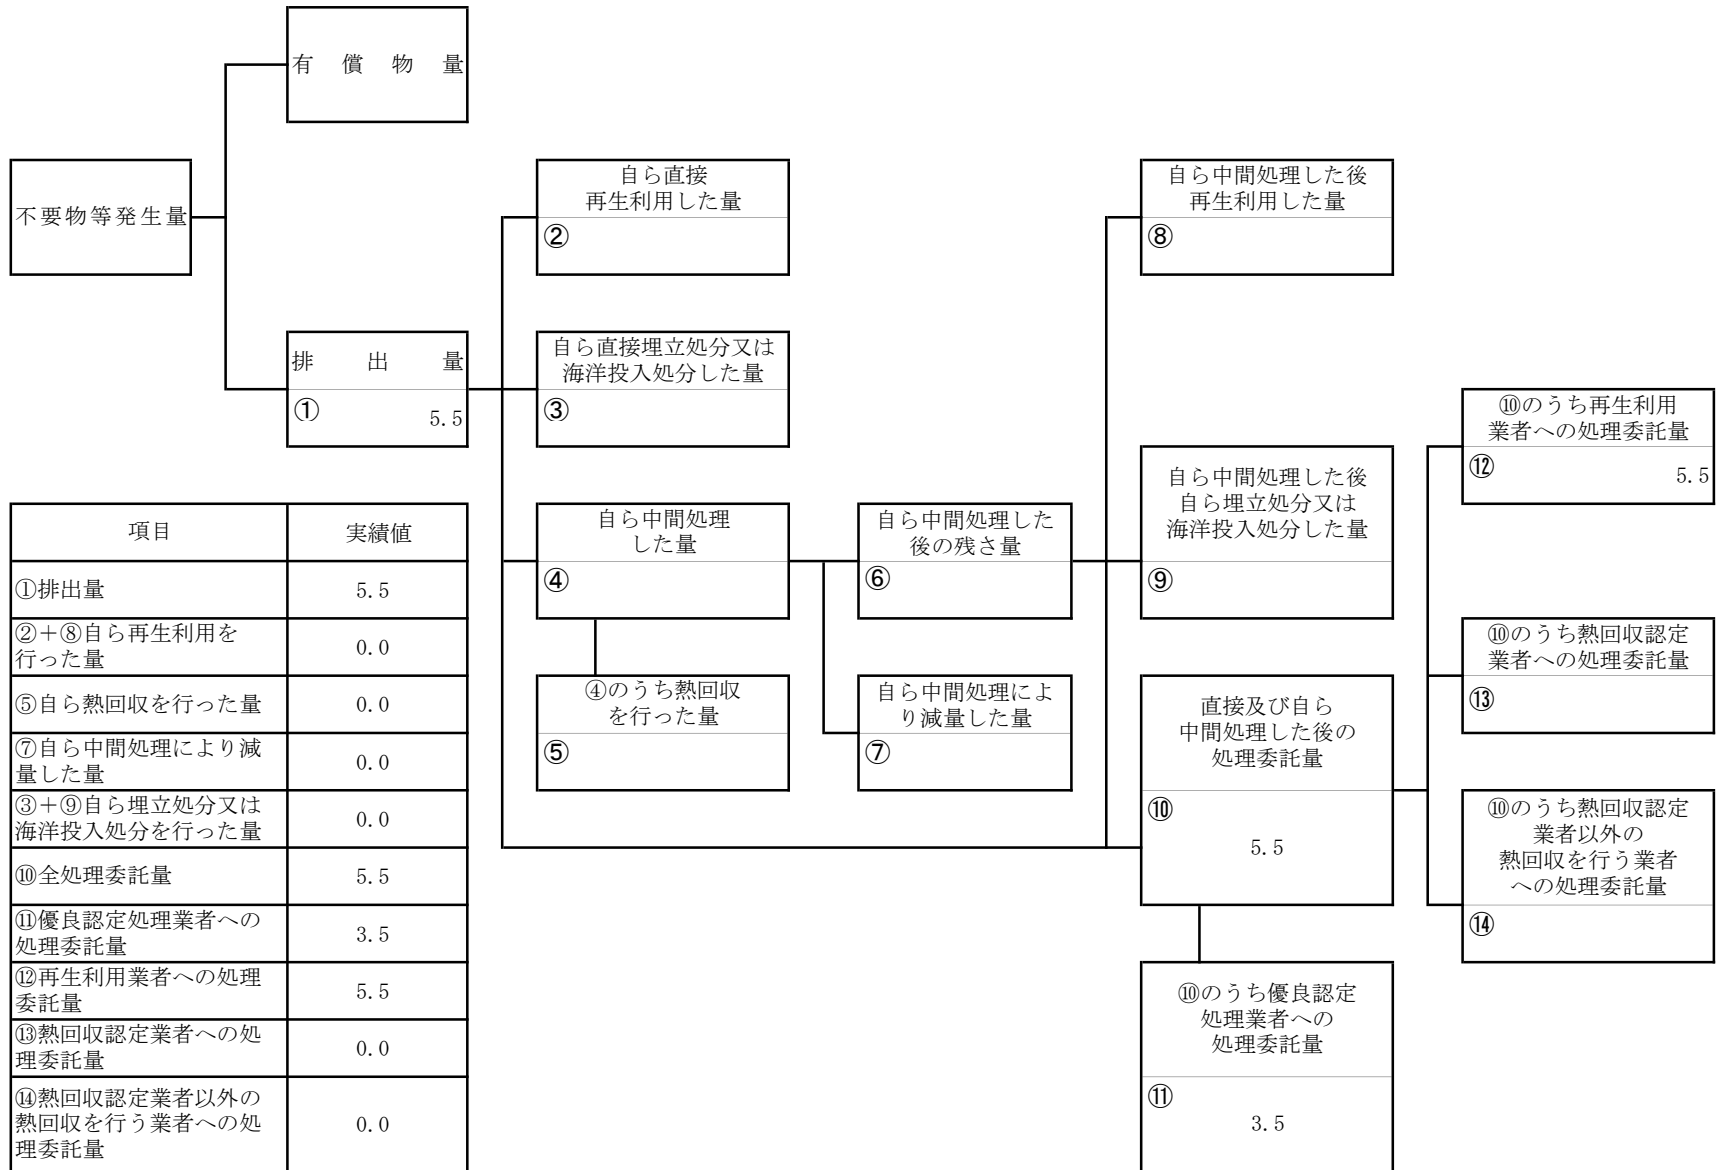 有償物量
不要物等発生量
排出量
①
5.5
自ら直接
再生利用した量
②
自ら直接埋立処分又は
海洋投入処分した量
③
自ら中間処理
した量
④
④のうち熱回収
を行った量
⑤
自ら中間処理した
後の残さ量
⑥
自ら中間処理によ
り減量した量
⑦
自ら中間処理した後
再生利用した量
⑧
自ら中間処理した後
自ら埋立処分又は
海洋投入処分した量
⑨
直接及び自ら
中間処理した後の
処理委託量
⑩
5.5
⑩のうち優良認定
処理業者への
処理委託量
⑪
3.5
⑩のうち再生利用
業者への処理委託量
⑫
5.5
⑩のうち熱回収認定
業者への処理委託量
⑬
⑩のうち熱回収認定
業者以外の
熱回収を行う業者
への処理委託量
⑭
項目 実績値
①排出量 5.5
②+⑧自ら再生利用を
行った量 0.0
⑤自ら熱回収を行った量 0.0
⑦自ら中間処理により減
量した量 0.0
③+⑨自ら埋立処分又は
海洋投入処分を行った量 0.0
⑩全処理委託量 5.5
⑪優良認定処理業者への
処理委託量 3.5
⑫再生利用業者への処理
委託量 5.5
⑬熱回収認定業者への処
理委託量 0.0
⑭熱回収認定業者以外の
熱回収を行う業者への処
理委託量 0.0